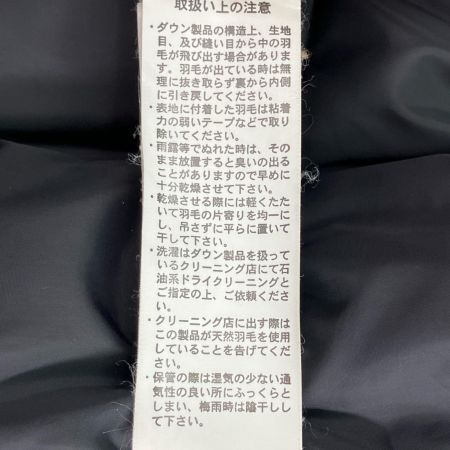 取扱い上の注意
・ダウン製品の構造上、生地
目、及び縫い目から中の羽
毛が飛び出す場合がありま
す。羽毛が出ている時は無
理に抜き取らず裏から内側
に引き戻してください。
・表地に付着した羽毛は粘着
力の弱いテープなどで取り
除いてください。
・雨露等でぬれた時は、その
まま放置すると臭いの出る
ことがありますので早めに
十分乾燥させて下さい。
・乾燥させる際には軽くたた
いて羽毛の片寄りを均一に
し、吊さずに平らに置いて
干して下さい。
・洗濯はダウン製品を扱って
いるクリーニング店にて石
油系ドライクリーニングと
ご指定の上、ご依頼くださ
い。
・クリーニング店に出す際は
この製品が天然羽毛を使用
していることを告げてくだ
さい。
・保管の際は湿気の少ない通
気性の良い所にふっくらと
しまい、梅雨時は陰干しし
て下さい。